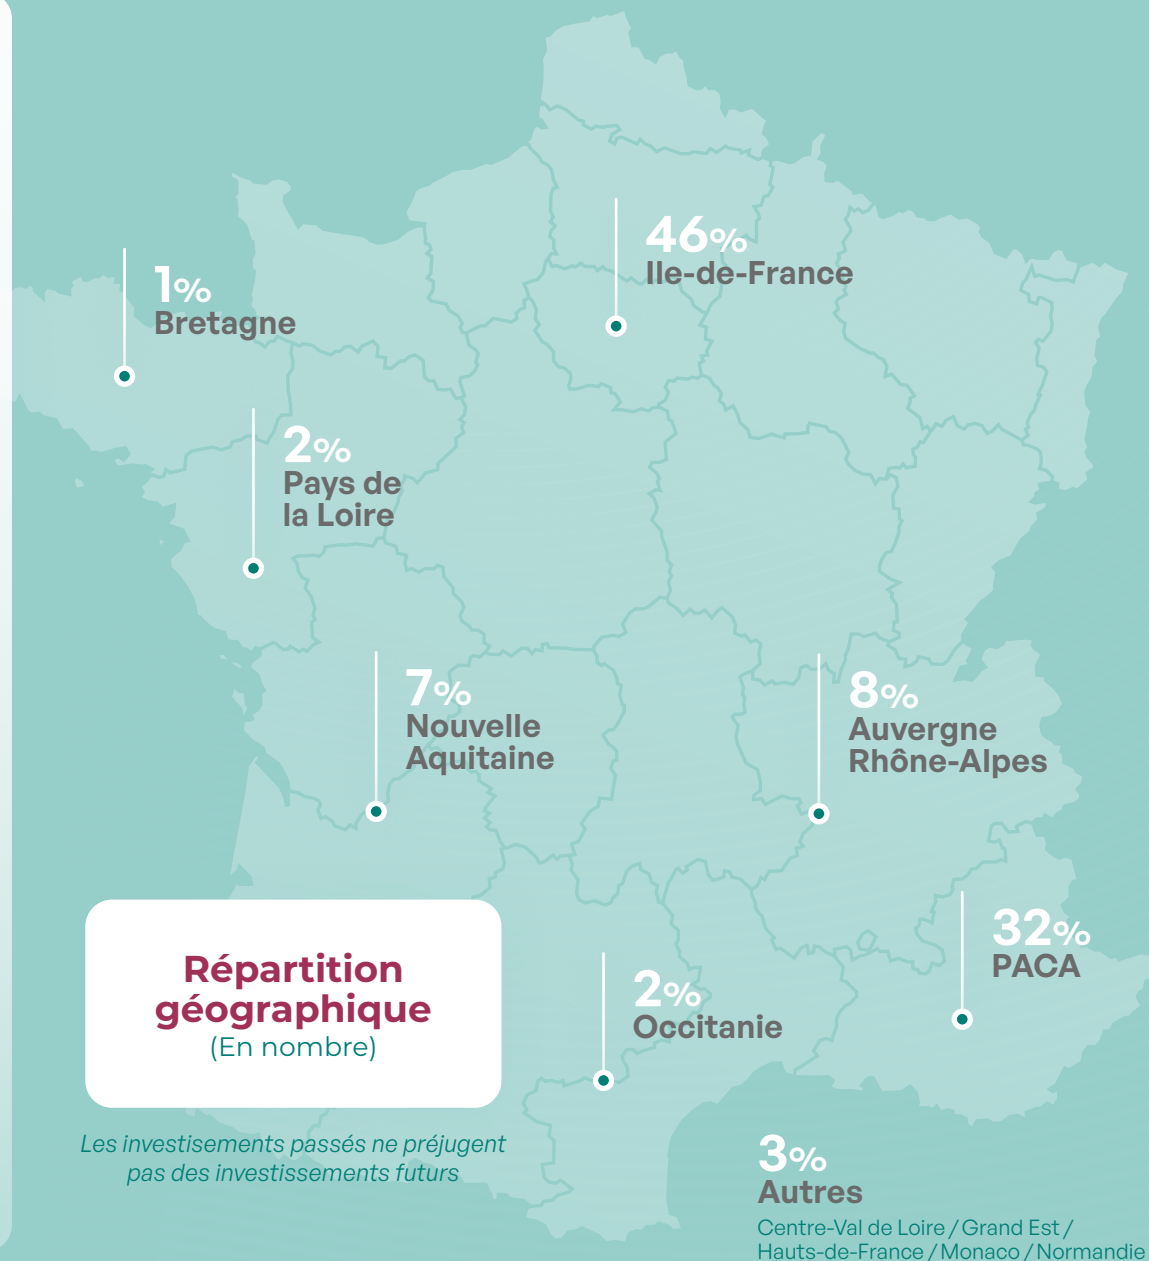 46%
Ile-de-France
1%
Bretagne
2%
Pays de
la Loire
7%
Nouvelle
Aquitaine
8%
Auvergne
Rhône-Alpes
32%
PACA
2%
Occitanie
Répartition
géographique
(En nombre)
Les investisements passés ne préjugent
pas des investissements futurs
3%
Autres
Centre-Val de Loire / Grand Est /
Hauts-de-France / Monaco / Normandie